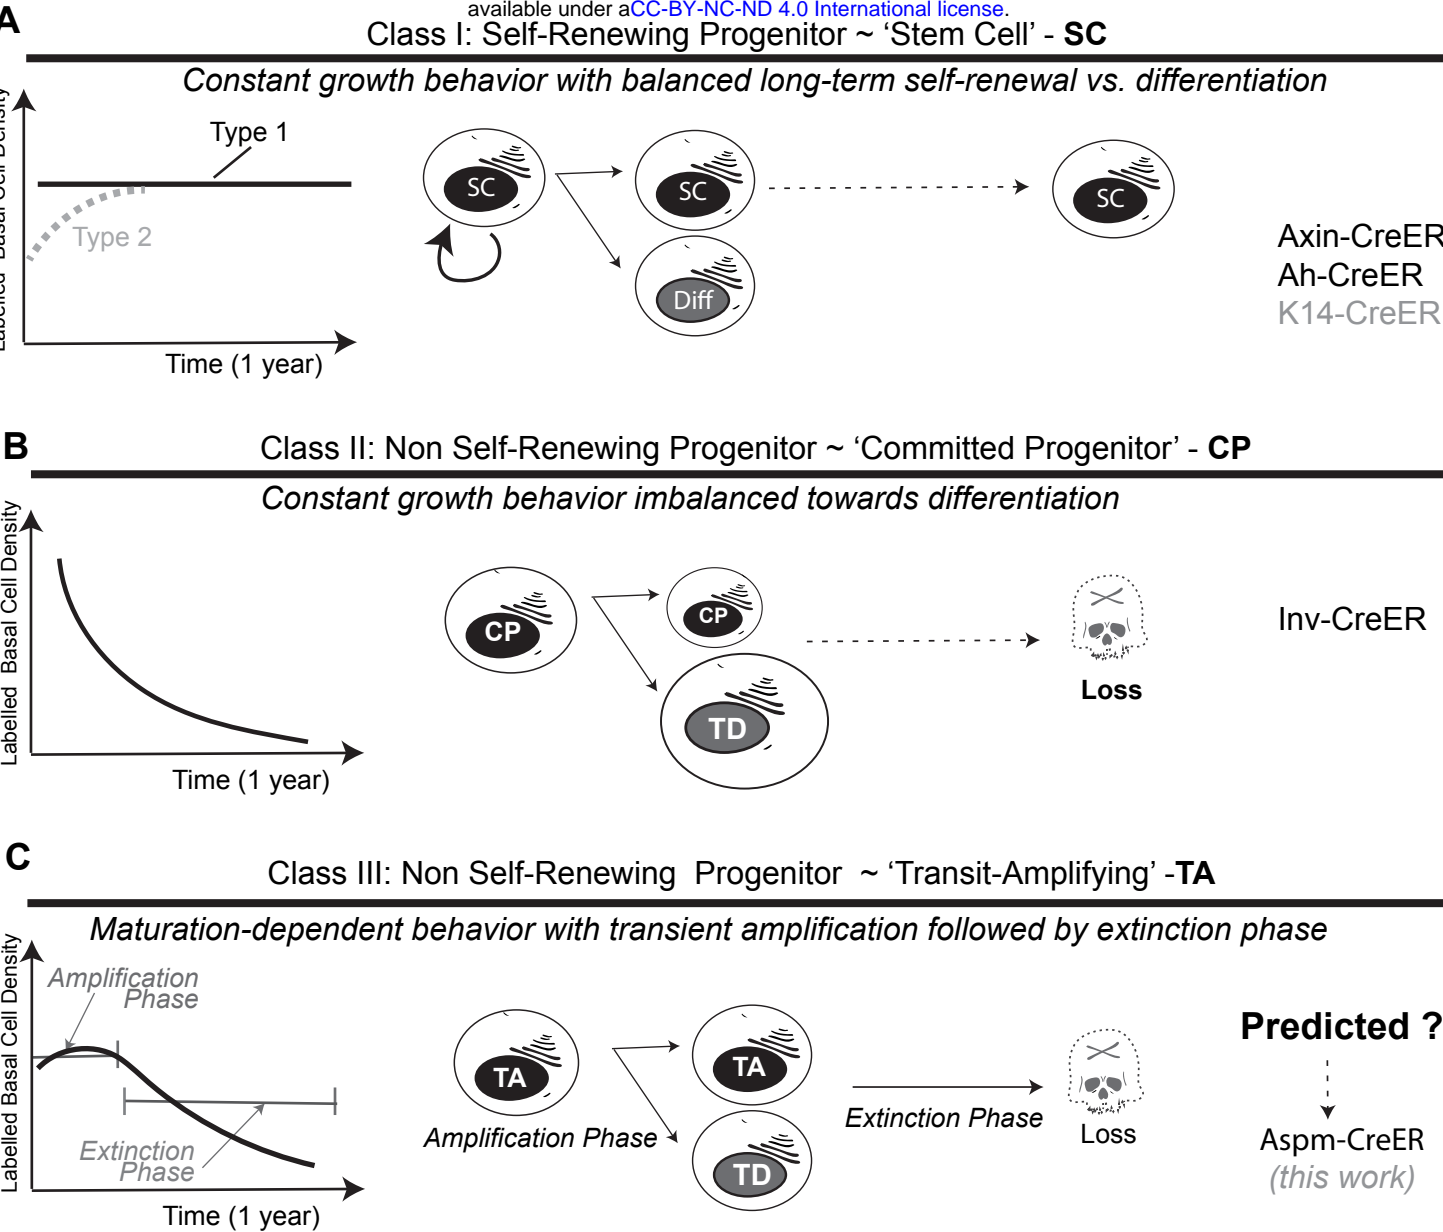 available under aCC-BY-NC-ND 4.0 International license.
A
Class I: Self-Renewing Progenitor ~ ‘Stem Cell’ - SC
Constant growth behavior with balanced long-term self-renewal vs. differentiation
Labelled Basal Cell Density
Type 1
Type 2
Time (1 year)
SC
SC
Diff
SC
Axin-CreER
Ah-CreER
K14-CreER
B
Class II: Non Self-Renewing Progenitor ~ ‘Committed Progenitor’ - CP
Constant growth behavior imbalanced towards differentiation
Labelled Basal Cell Density
Time (1 year)
CP
CP
TD
Loss
Inv-CreER
C
Class III: Non Self-Renewing Progenitor ~ ‘Transit-Amplifying’ -TA
Maturation-dependent behavior with transient amplification followed by extinction phase
Labelled Basal Cell Density
Amplification
Phase
Extinction
Phase
Time (1 year)
TA
Amplification Phase
TA
TD
Extinction Phase
Loss
Predicted ?
Aspm-CreER
(this work)